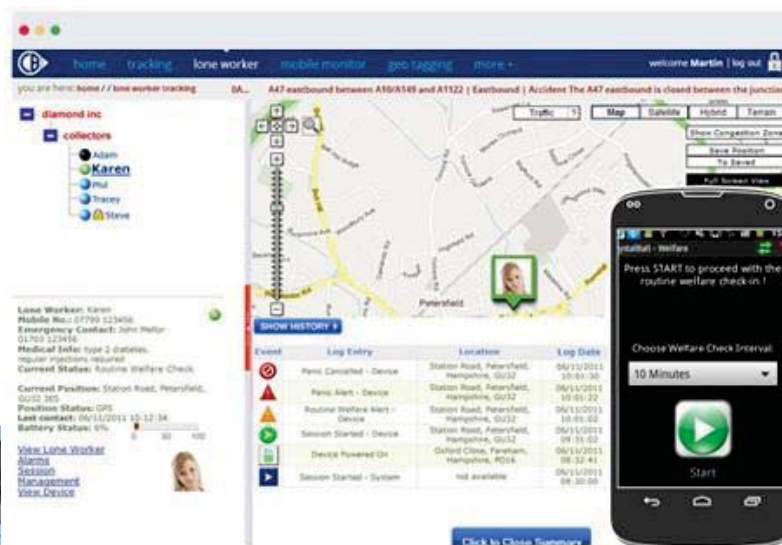 home tracking lone worker mobile monitor geo tagging more
welcome Martin | log out
you are here: home / / lone worker tracking
A47 eastbound between A10/A149 and A1122 | Eastbound | Accident The A47 eastbound is closed between the junction
diamond inc
collectors
Adam
Karen
Phil
Tracey
Steve
Traffic
Map Satellite Hybrid Terrain
Show Congestion Zone
Save Position
To Saved
Full Screen View
Bell Hill
Petersfield
Lone Worker: Karen
Mobile No.: 07799 123456
Emergency Contact: John Mellor
01703 123456
Medical Info: type 2 diabetes,
regular injections required
Current Status: Routine Welfare Check
Current Position: Station Road, Petersfield,
GU32 3ES
Position Status: GPS
Last contact: 06/11/2011 10:12:34
Battery Status: 6%
0 50 100
View Lone Worker
Alarms
Session
Management
View Device
SHOW HISTORY
Event Log Entry Location Log Date
Panic Cancelled - Device Station Road, Petersfield, Hampshire, GU32 06/11/2011 10:01:30
Panic Alert - Device Station Road, Petersfield, Hampshire, GU32 06/11/2011 10:01:22
Routine Welfare Alert - Device Station Road, Petersfield, Hampshire, GU32 06/11/2011 10:01:02
Session Started - Device Station Road, Petersfield, Hampshire, GU32 06/11/2011 09:31:02
Device Powered On Oxford Close, Fareham, Hampshire, PO16 06/11/2011 08:32:41
Session Started - System not available 06/11/2011 08:30:00
Click to Close Summary
- Welfare
Press START to proceed with the
routine welfare check-in !
Choose Welfare Check Interval:
10 Minutes
Start